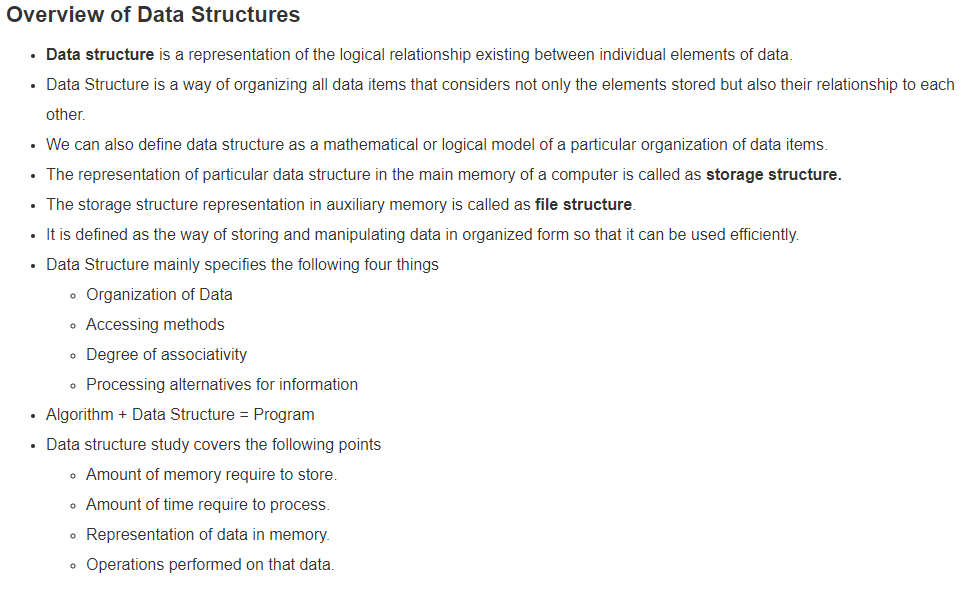 Overview of Data Structures
Data structure is a representation of the logical relationship existing between individual elements of data.
Data Structure is a way of organizing all data items that considers not only the elements stored but also their relationship to each
other.
We can also define data structure as a mathematical or logical model of a particular organization of data items.
The representation of particular data structure in the main memory of a computer is called as storage structure.
The storage structure representation in auxiliary memory is called as file structure.
It is defined as the way of storing and manipulating data in organized form so that it can be used efficiently.
Data Structure mainly specifies the following four things
Organization of Data
Accessing methods
Degree of associativity
Processing alternatives for information
Algorithm + Data Structure = Program
Data structure study covers the following points
Amount of memory require to store.
Amount of time require to process.
Representation of data in memory.
Operations performed on that data.